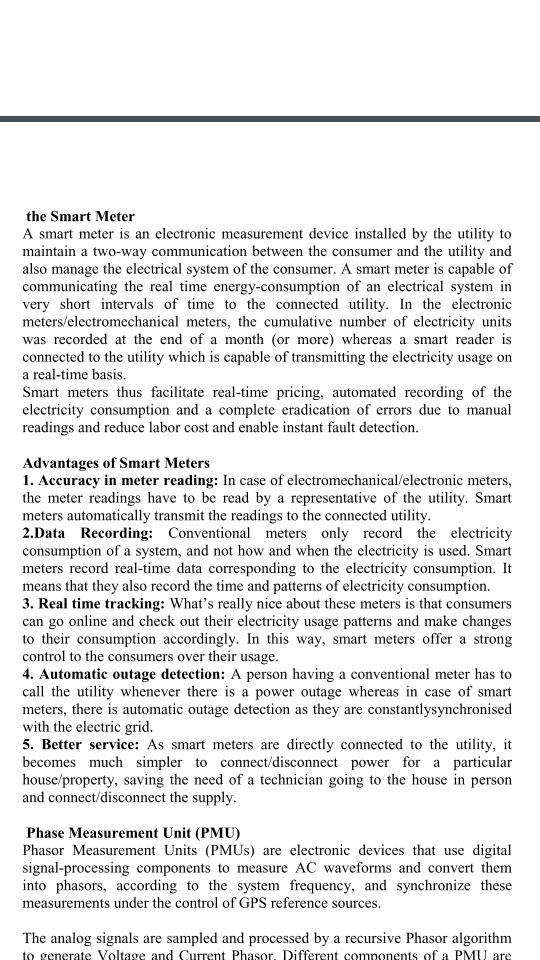 the Smart Meter
A smart meter is an electronic measurement device installed by the utility to
maintain a two-way communication between the consumer and the utility and
also manage the electrical system of the consumer. A smart meter is capable of
communicating the real time energy-consumption of an electrical system in
very short intervals of time to the connected utility. In the electronic
meters/electromechanical meters, the cumulative number of electricity units
was recorded at the end of a month (or more) whereas a smart reader is
connected to the utility which is capable of transmitting the electricity usage on
a real-time basis.
Smart meters thus facilitate real-time pricing, automated recording of the
electricity consumption and a complete eradication of errors due to manual
readings and reduce labor cost and enable instant fault detection.
Advantages of Smart Meters
1. Accuracy in meter reading: In case of electromechanical/electronic meters,
the meter readings have to be read by a representative of the utility. Smart
meters automatically transmit the readings to the connected utility.
2.Data Recording: Conventional meters only record the electricity
consumption of a system, and not how and when the electricity is used. Smart
meters record real-time data corresponding to the electricity consumption. It
means that they also record the time and patterns of electricity consumption.
3. Real time tracking: What's really nice about these meters is that consumers
can go online and check out their electricity usage patterns and make changes
to their consumption accordingly. In this way, smart meters offer a strong
control to the consumers over their usage.
4. Automatic outage detection: A person having a conventional meter has to
call the utility whenever there is a power outage whereas in case of smart
meters, there is automatic outage detection as they are constantlysynchronised
with the electric grid.
5. Better service: As smart meters are directly connected to the utility, it
becomes much simpler to connect/disconnect power for a particular
house/property, saving the need of a technician going to the house in person
and connect/disconnect the supply.
Phase Measurement Unit (PMU)
Phasor Measurement Units (PMUs) are electronic devices that use digital
signal-processing components to measure AC waveforms and convert them
into phasors, according to the system frequency, and synchronize these
measurements under the control of GPS reference sources.
The analog signals are sampled and processed by a recursive Phasor algorithm
to generate Voltage and Current Phasor. Different components of a PMU are